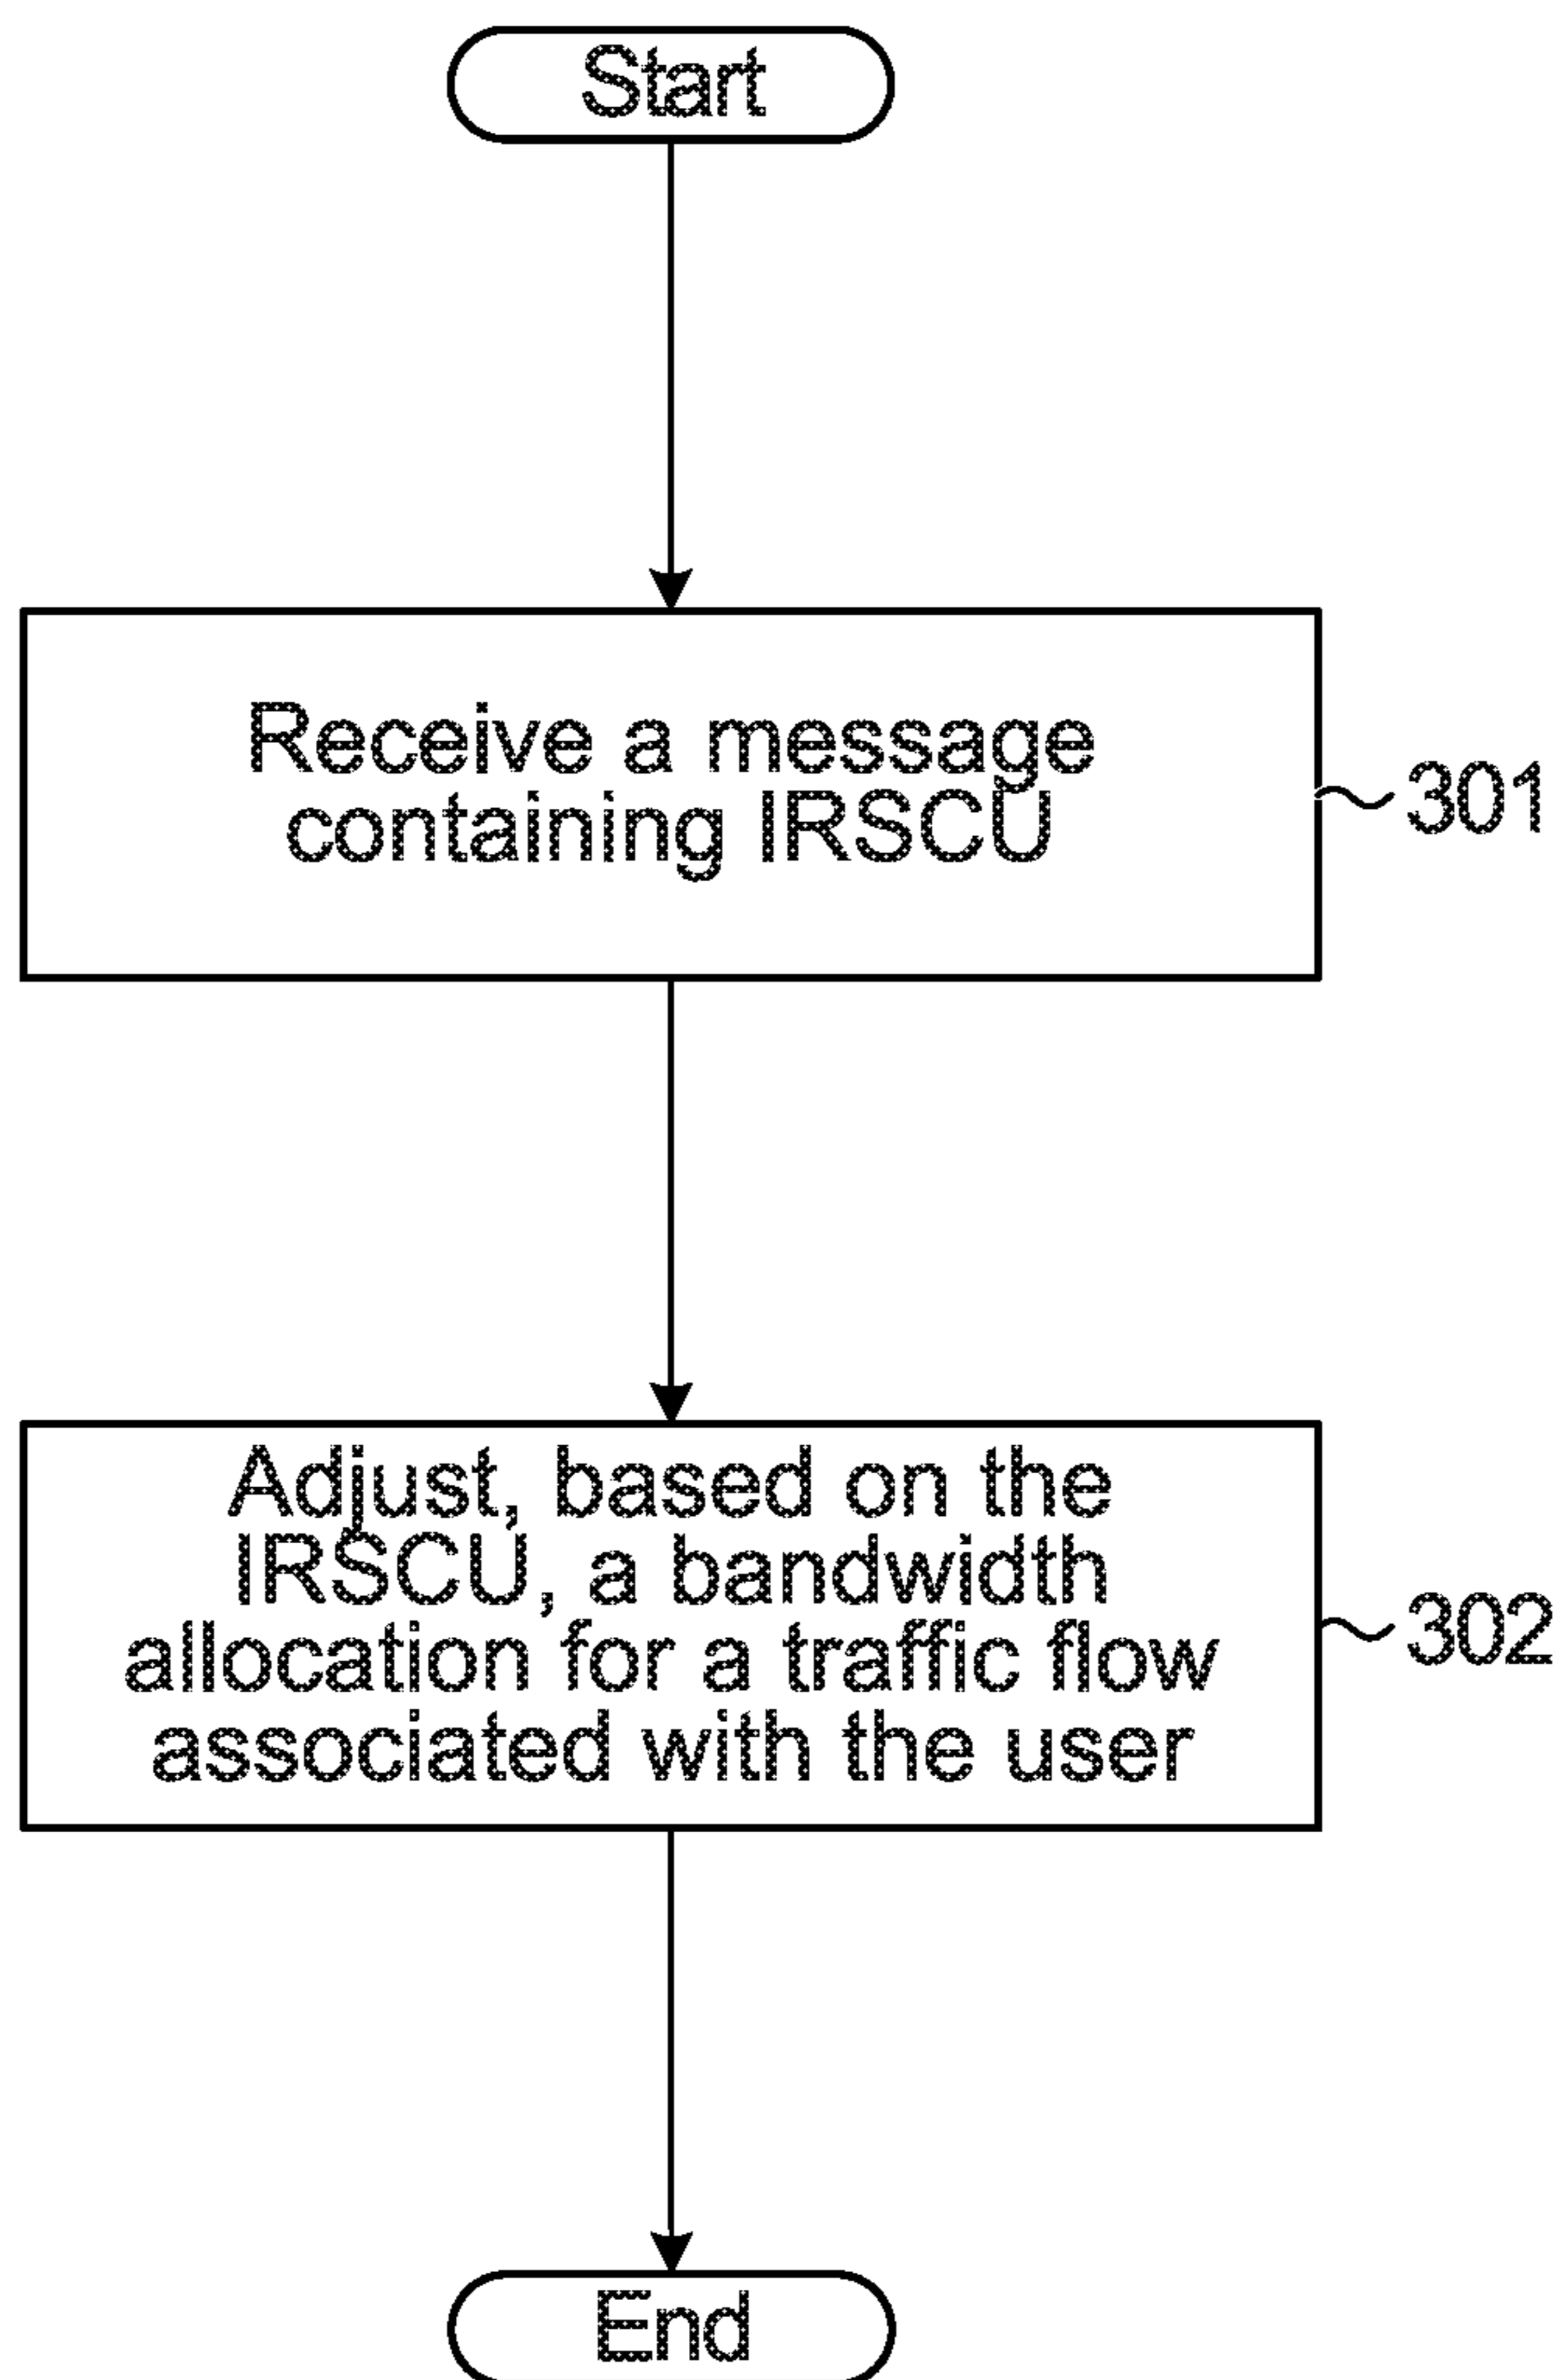 Start
Receive a message
containing IRSCU
301
Adjust, based on the
IRSCU, a bandwidth
allocation for a traffic flow
associated with the user
302
End